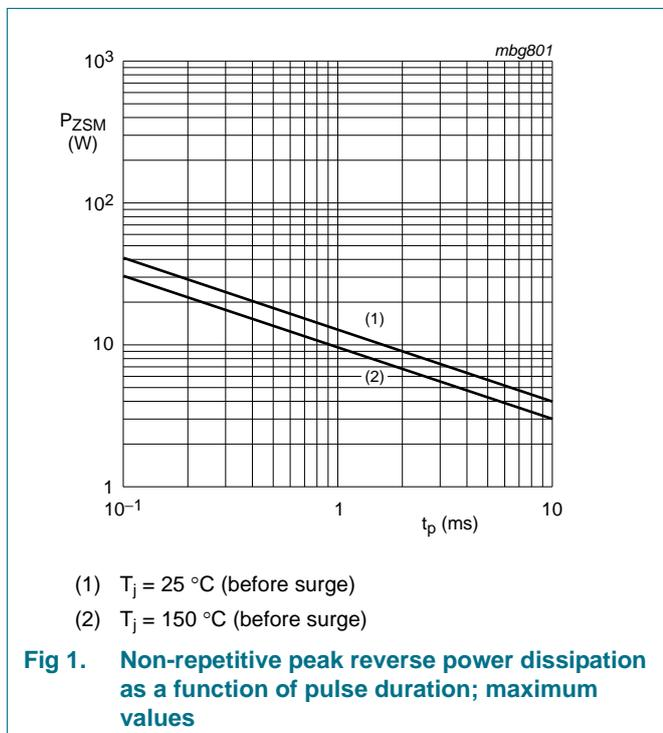 mbg801
10³
P_ZSM
(W)
10²
(1)
10
(2)
1
10⁻¹
1
10
t_p (ms)
(1) T_j = 25 °C (before surge)
(2) T_j = 150 °C (before surge)
Fig 1. Non-repetitive peak reverse power dissipation
as a function of pulse duration; maximum
values